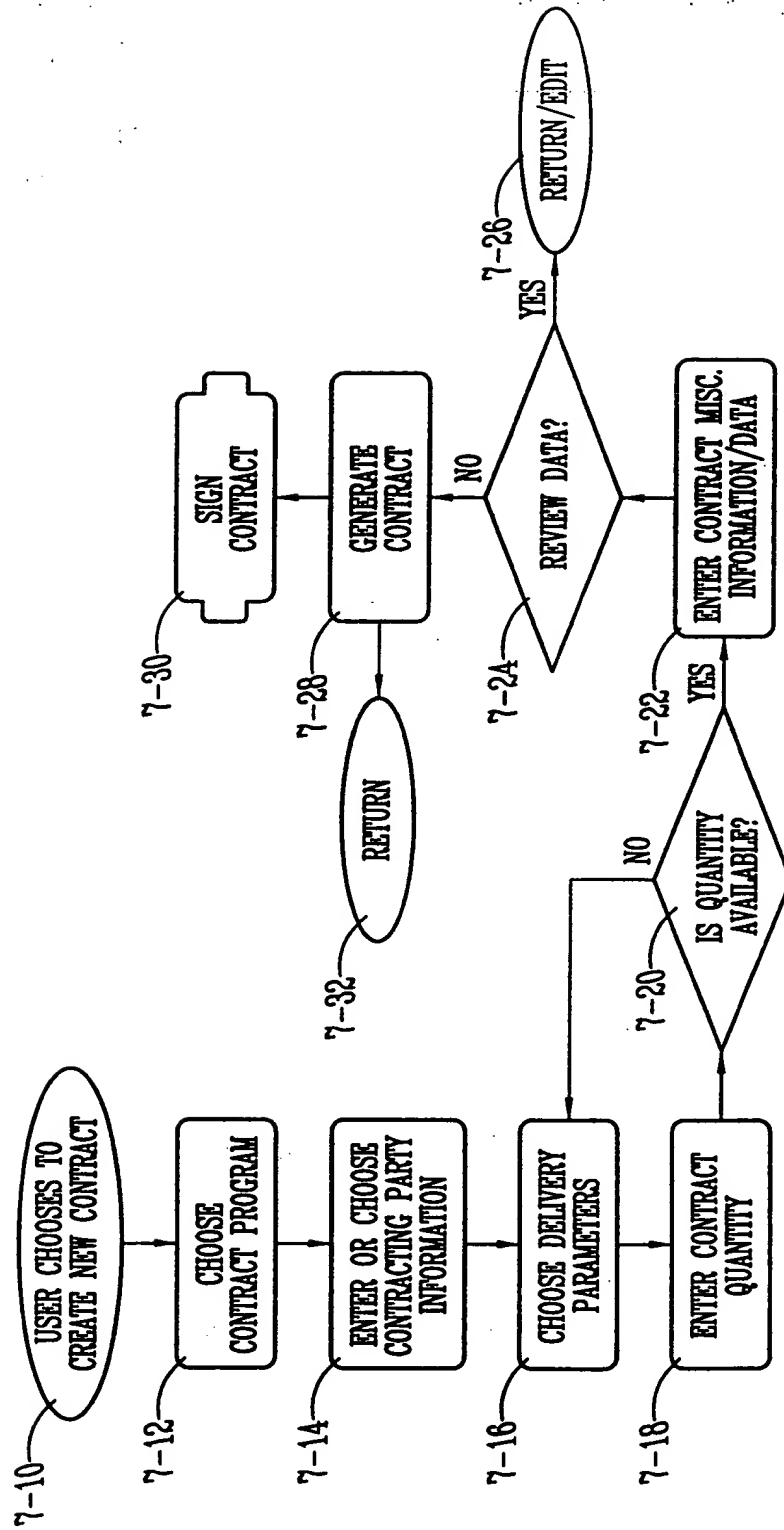 7-10
USER CHOOSES TO
CREATE NEW CONTRACT
7-12
CHOOSE
CONTRACT PROGRAM
7-14
ENTER OR CHOOSE
CONTRACTING PARTY
INFORMATION
7-16
CHOOSE DELIVERY
PARAMETERS
7-18
ENTER CONTRACT
QUANTITY
7-20
IS QUANTITY
AVAILABLE?
NO
YES
7-22
ENTER CONTRACT MISC.
INFORMATION/DATA
7-24
REVIEW DATA?
YES
7-26
RETURN/EDIT
NO
7-28
GENERATE
CONTRACT
7-30
SIGN
CONTRACT
7-32
RETURN